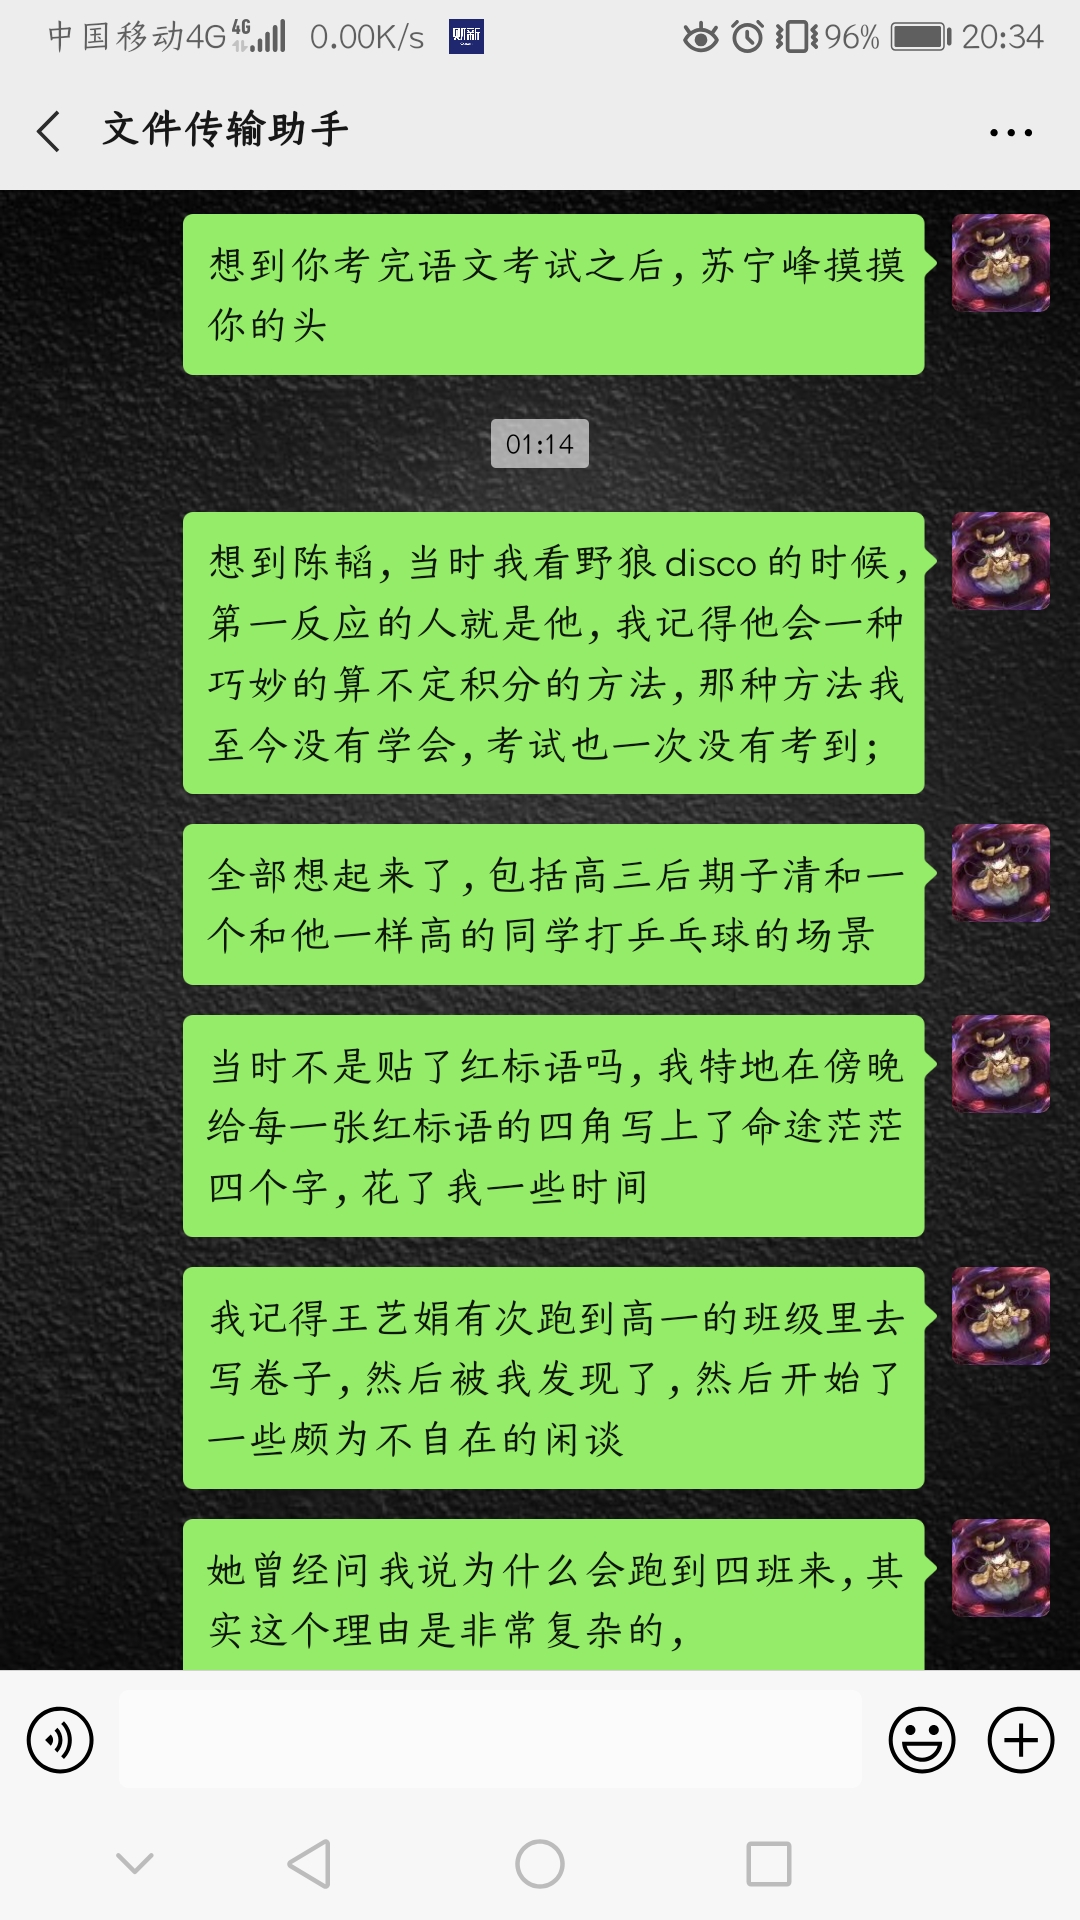 中国移动4G 4G 0.00K/s 财新 96% 20:34
文件传输助手
想到你考完语文考试之后，苏宁峰摸摸
你的头
01:14
想到陈韬，当时我看野狼disco的时候，
第一反应的人就是他，我记得他会一种
巧妙的算不定积分的方法，那种方法我
至今没有学会，考试也一次没有考到；
全部想起来了，包括高三后期子清和一
个和他一样高的同学打乒乓球的场景
当时不是贴了红标语吗，我特地在傍晚
给每一张红标语的四角写上了命途茫茫
四个字，花了我一些时间
我记得王艺娟有次跑到高一的班级里去
写卷子，然后被我发现了，然后开始了
一些颇为不自在的闲谈
她曾经问我说为什么会跑到四班来，其
实这个理由是非常复杂的，